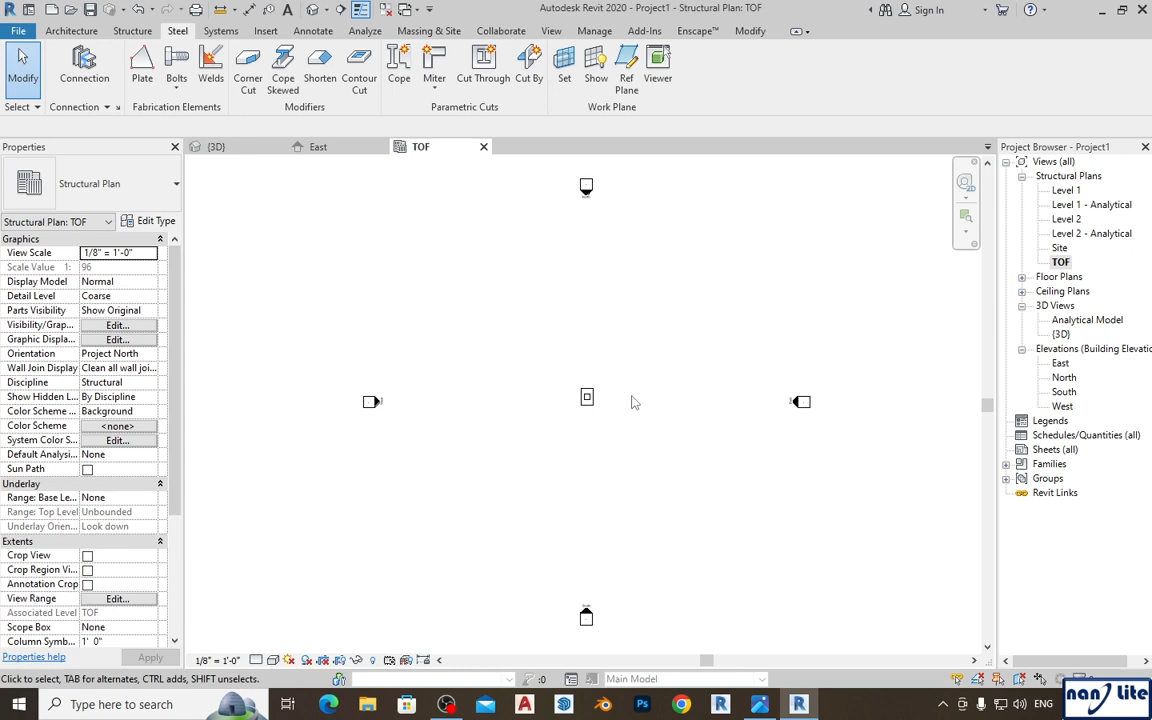 Autodesk Revit 2020 - Project1 - Structural Plan: TOF
Sign In
File Architecture Structure Steel Systems Insert Annotate Analyze Massing & Site Collaborate View Manage Add-Ins Enscape™ Modify
Modify Connection Plate Bolts Welds Corner Cut Cope Skewed Shorten Contour Cut Cope Miter Cut Through Cut By Set Show Ref Plane Viewer
Select Connection Fabrication Elements Modifiers Parametric Cuts Work Plane
Properties
{3D} East TOF
Project Browser - Project1
Structural Plan
Structural Plan: TOF Edit Type
Graphics
View Scale 1/8" = 1'-0"
Scale Value 1: 96
Display Model Normal
Detail Level Coarse
Parts Visibility Show Original
Visibility/Grap... Edit...
Graphic Displa... Edit...
Orientation Project North
Wall Join Display Clean all wall joi...
Discipline Structural
Show Hidden L... By Discipline
Color Scheme ... Background
Color Scheme <none>
System Color S... Edit...
Default Analysi... None
Sun Path
Underlay
Range: Base Le... None
Range: Top Level Unbounded
Underlay Orien... Look down
Extents
Crop View
Crop Region Vi...
Annotation Crop
View Range Edit...
Associated Level TOF
Scope Box None
Column Symb... 1' 0"
Properties help Apply
Views (all)
Structural Plans
Level 1
Level 1 - Analytical
Level 2
Level 2 - Analytical
Site
TOF
Floor Plans
Ceiling Plans
3D Views
Analytical Model
{3D}
Elevations (Building Elevatio
East
North
South
West
Legends
Schedules/Quantities (all)
Sheets (all)
Families
Groups
Revit Links
1/8" = 1'-0"
Click to select, TAB for alternates, CTRL adds, SHIFT unselects.
:0 Main Model
Type here to search
ENG
nanJlite